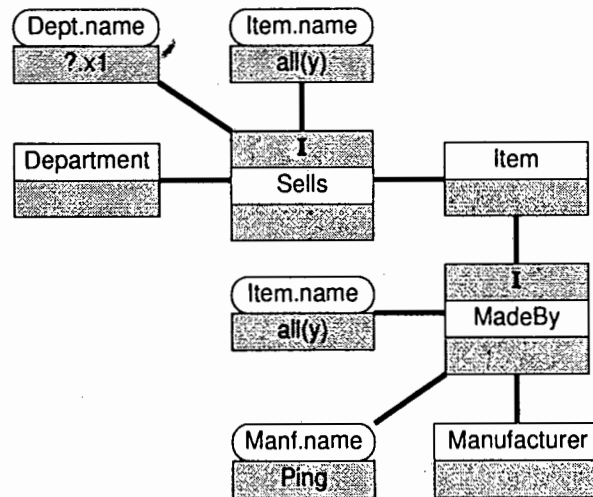 Dept.name
?.x1
Item.name
all(y)
I
Department
Sells
Item
I
Item.name
all(y)
MadeBy
Manf.name
Ping
Manufacturer